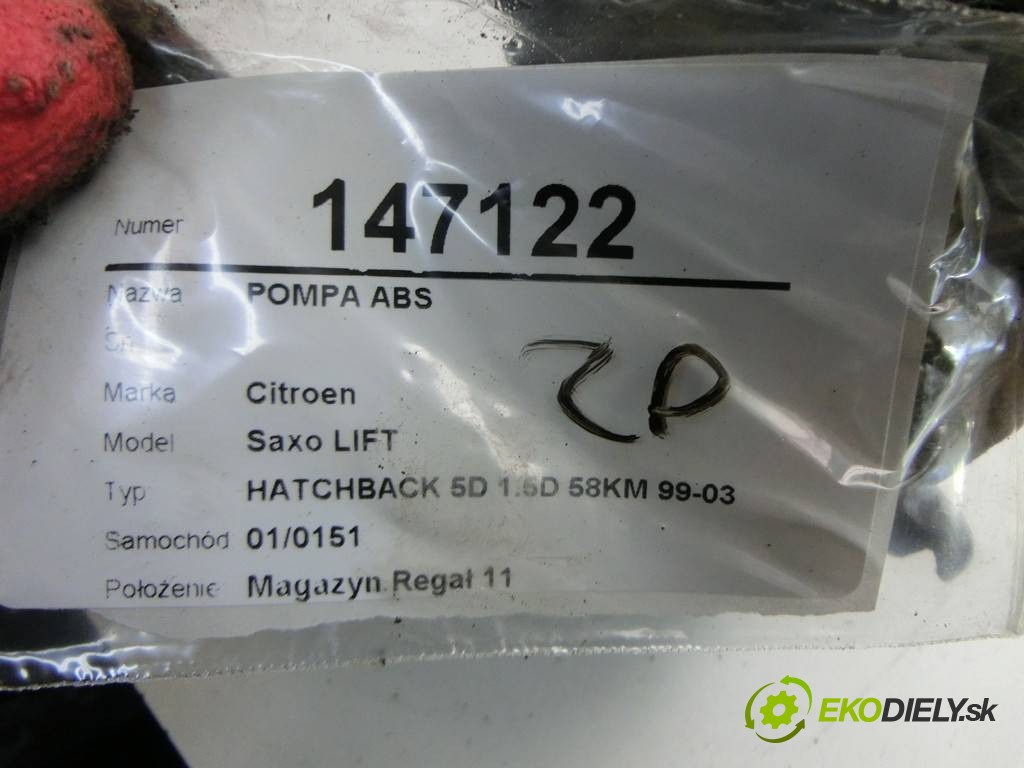 Numer 147122
Nazwa POMPA ABS
Marka Citroen
Model Saxo LIFT
Typ HATCHBACK 5D 1.5D 58KM 99-03
Samochód 01/0151
Położenie Magazyn Regał 11
EKODIELY.sk